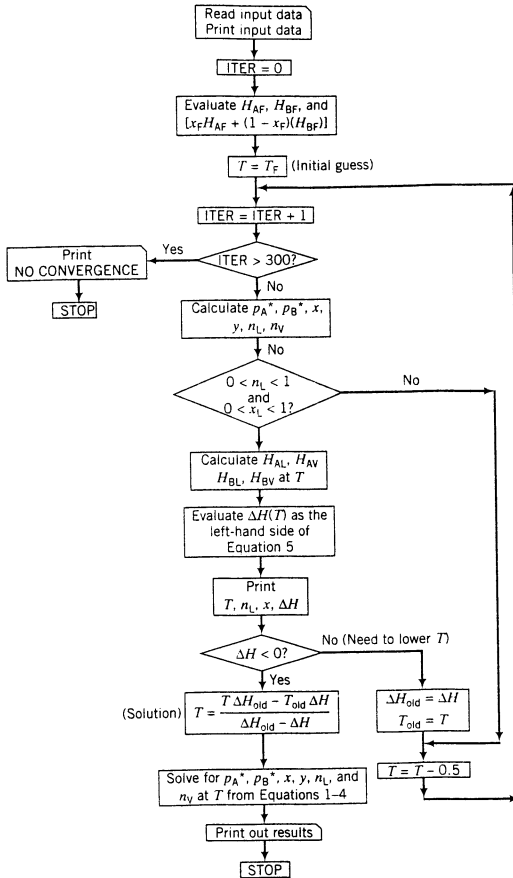 Read input data
Print input data
ITER = 0
Evaluate H_AF, H_BF, and
[x_F H_AF + (1 – x_F)(H_BF)]
T = T_F (Initial guess)
ITER = ITER + 1
ITER > 300?
Yes
Print
NO CONVERGENCE
STOP
No
Calculate p_A*, p_B*, x,
y, n_L, n_V
No
0 < n_L < 1
and
0 < x_L < 1?
No
Calculate H_AL, H_AV
H_BL, H_BV at T
Evaluate ΔH(T) as the
left-hand side of
Equation 5
Print
T, n_L, x, ΔH
ΔH < 0?
No (Need to lower T)
Yes
ΔH_old = ΔH
T_old = T
(Solution) T = (T ΔH_old – T_old ΔH) / (ΔH_old – ΔH)
T = T – 0.5
Solve for p_A*, p_B*, x, y, n_L, and
n_V at T from Equations 1–4
Print out results
STOP